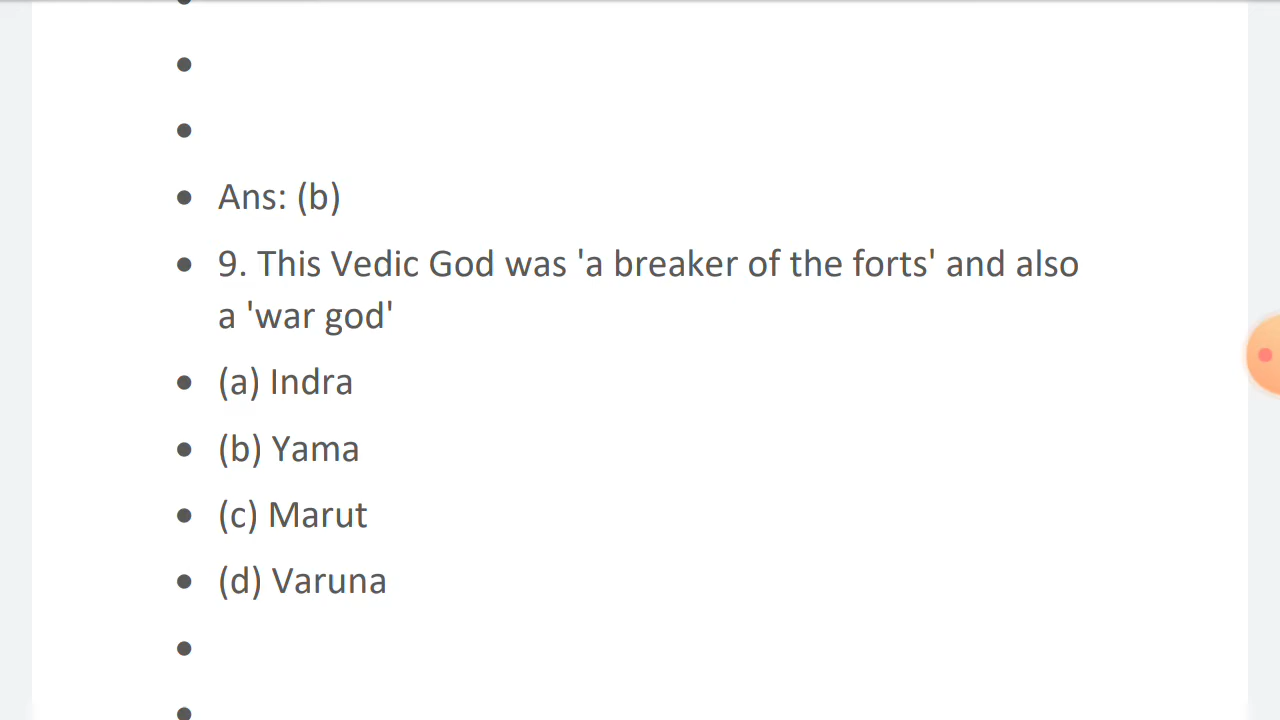 Ans: (b)
9. This Vedic God was 'a breaker of the forts' and also
a 'war god'
(a) Indra
(b) Yama
(c) Marut
(d) Varuna